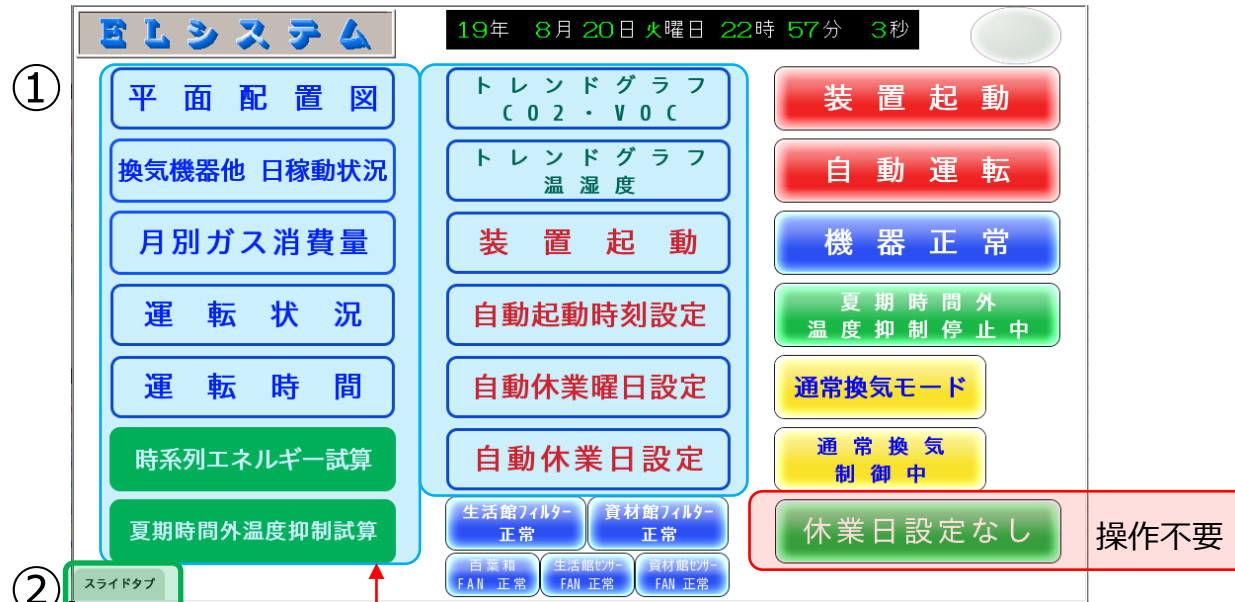 ELシステム
19年 8月20日火曜日 22時57分 3秒
①
平面配置図
換気機器他 日稼動状況
月別ガス消費量
運転状況
運転時間
時系列エネルギー試算
夏期時間外温度抑制試算
②
スライドタブ
トレンドグラフ
CO2・VOC
トレンドグラフ
温湿度
装置起動
自動起動時刻設定
自動休業曜日設定
自動休業日設定
生活館フィルター
正常
資材館フィルター
正常
百葉箱
FAN 正常
生活館センサー
FAN 正常
資材館センサー
FAN 正常
装置起動
自動運転
機器正常
夏期時間外
温度抑制停止中
通常換気モード
通常換気
制御中
休業日設定なし
操作不要